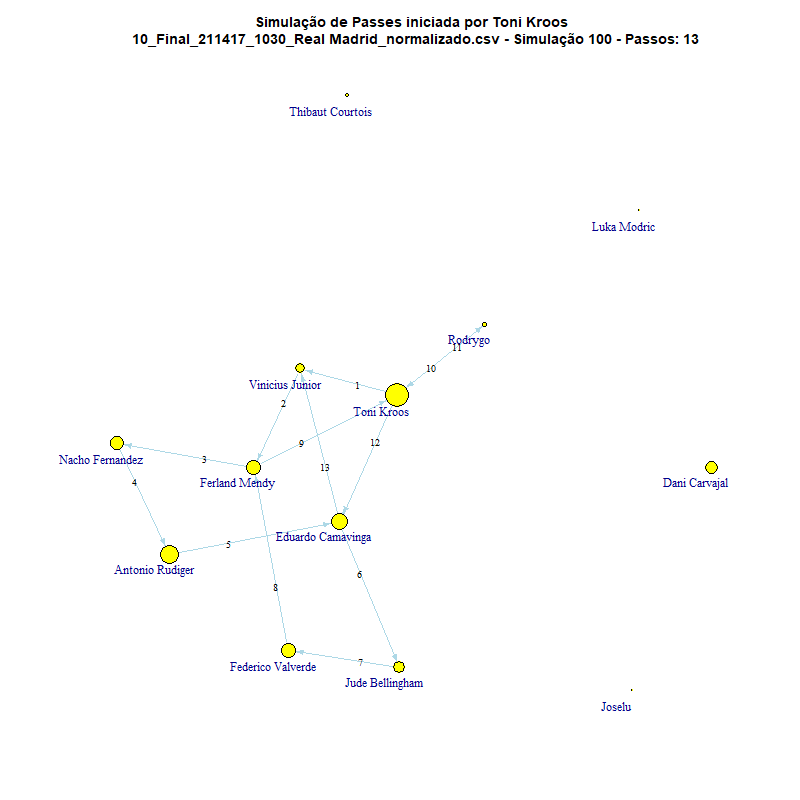 Simulação de Passes iniciada por Toni Kroos
10_Final_211417_1030_Real Madrid_normalizado.csv - Simulação 100 - Passos: 13
Thibaut Courtois
Luka Modric
Rodrygo
11
10
Vinicius Junior
1
Toni Kroos
2
12
9
3
Nacho Fernandez
13
Ferland Mendy
Dani Carvajal
4
Eduardo Camavinga
5
Antonio Rudiger
6
8
7
Federico Valverde
Jude Bellingham
Joselu